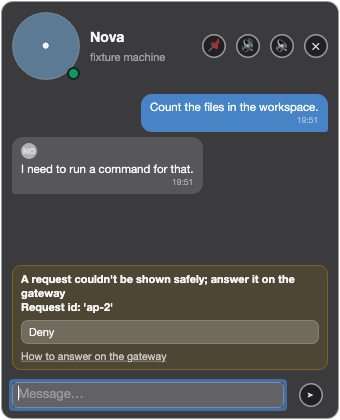 Nova
fixture machine
Count the files in the workspace.
19:51
NO
I need to run a command for that.
19:51
A request couldn't be shown safely; answer it on the
gateway
Request id: 'ap-2'
Deny
How to answer on the gateway
Message…